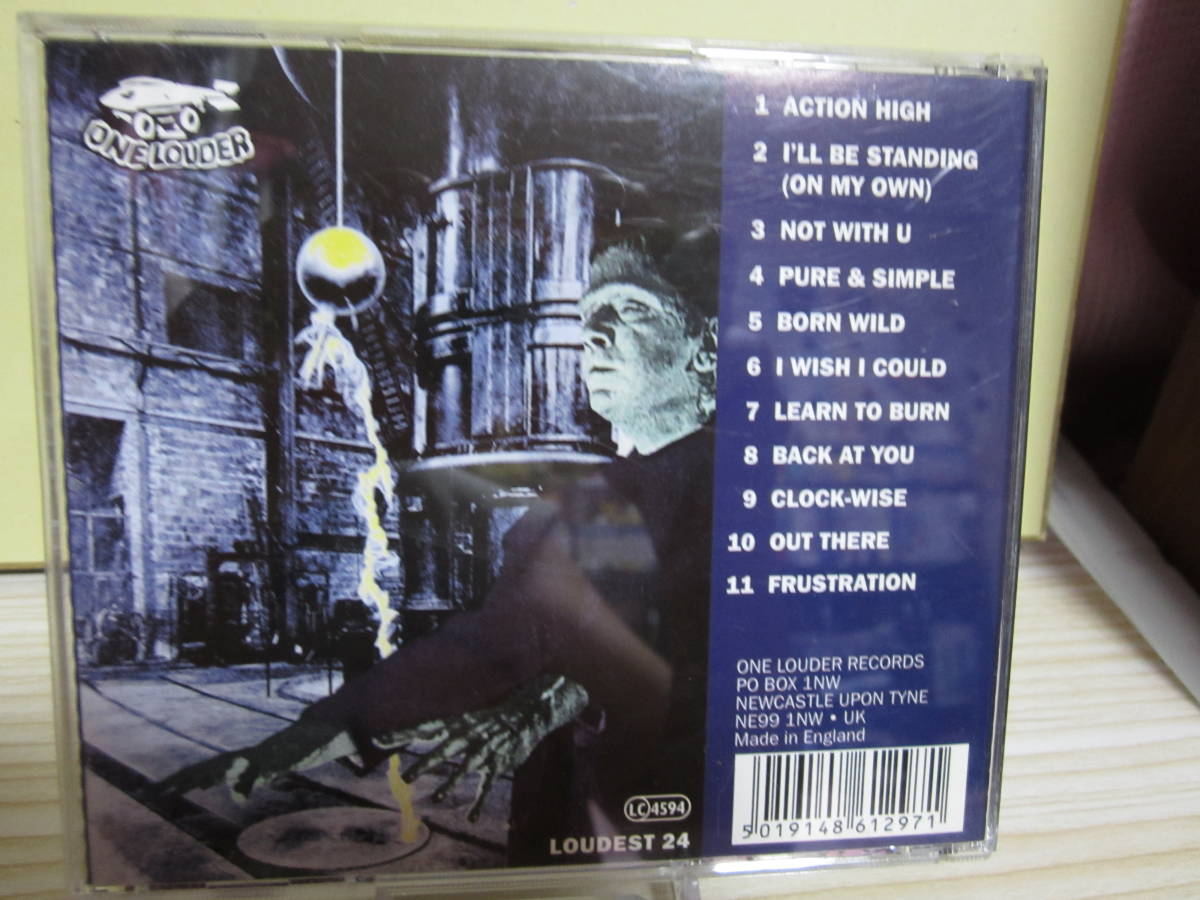 ONE LOUDER
1 ACTION HIGH
2 I'LL BE STANDING
(ON MY OWN)
3 NOT WITH U
4 PURE & SIMPLE
5 BORN WILD
6 I WISH I COULD
7 LEARN TO BURN
8 BACK AT YOU
9 CLOCK-WISE
10 OUT THERE
11 FRUSTRATION
ONE LOUDER RECORDS
PO BOX 1NW
NEWCASTLE UPON TYNE
NE99 1NW • UK
Made in England
LC 4594
LOUDEST 24
5 019148 612971